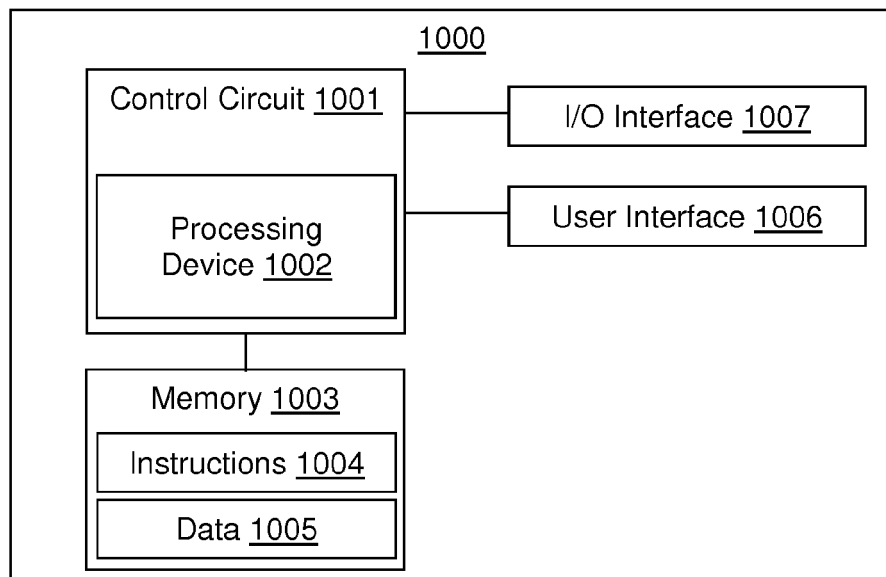 1000
Control Circuit 1001
I/O Interface 1007
Processing
Device 1002
User Interface 1006
Memory 1003
Instructions 1004
Data 1005